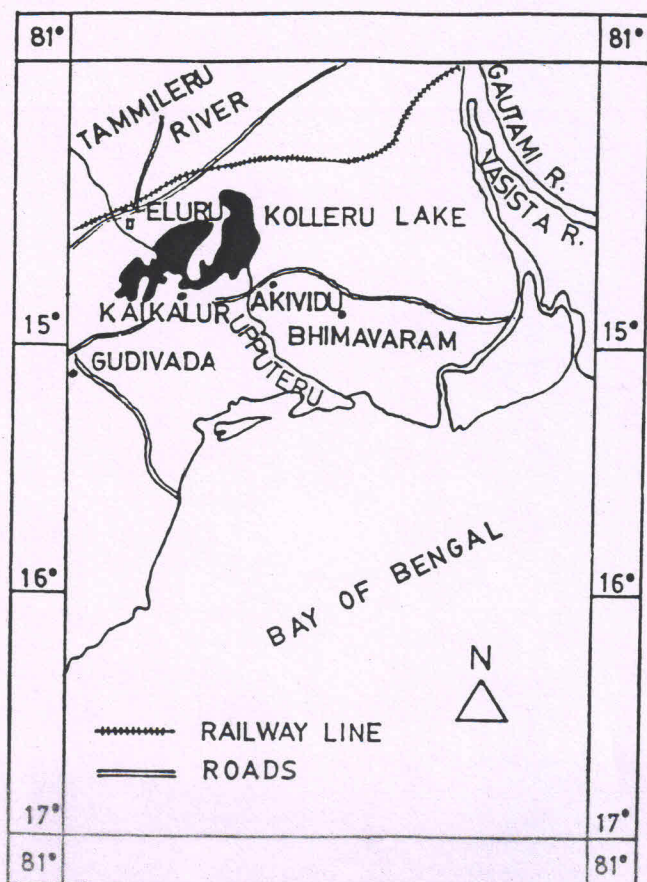 81°
81°
TAMMILERU
RIVER
GAUTAMI R.
VASISTA R.
ELURU
KOLLERU LAKE
KAIKALUR
AKIVIDU
15°
BHIMAVARAM
15°
GUDIVADA
UPPUTERU
16°
BAY OF BENGAL
16°
N
RAILWAY LINE
ROADS
17°
17°
81°
81°